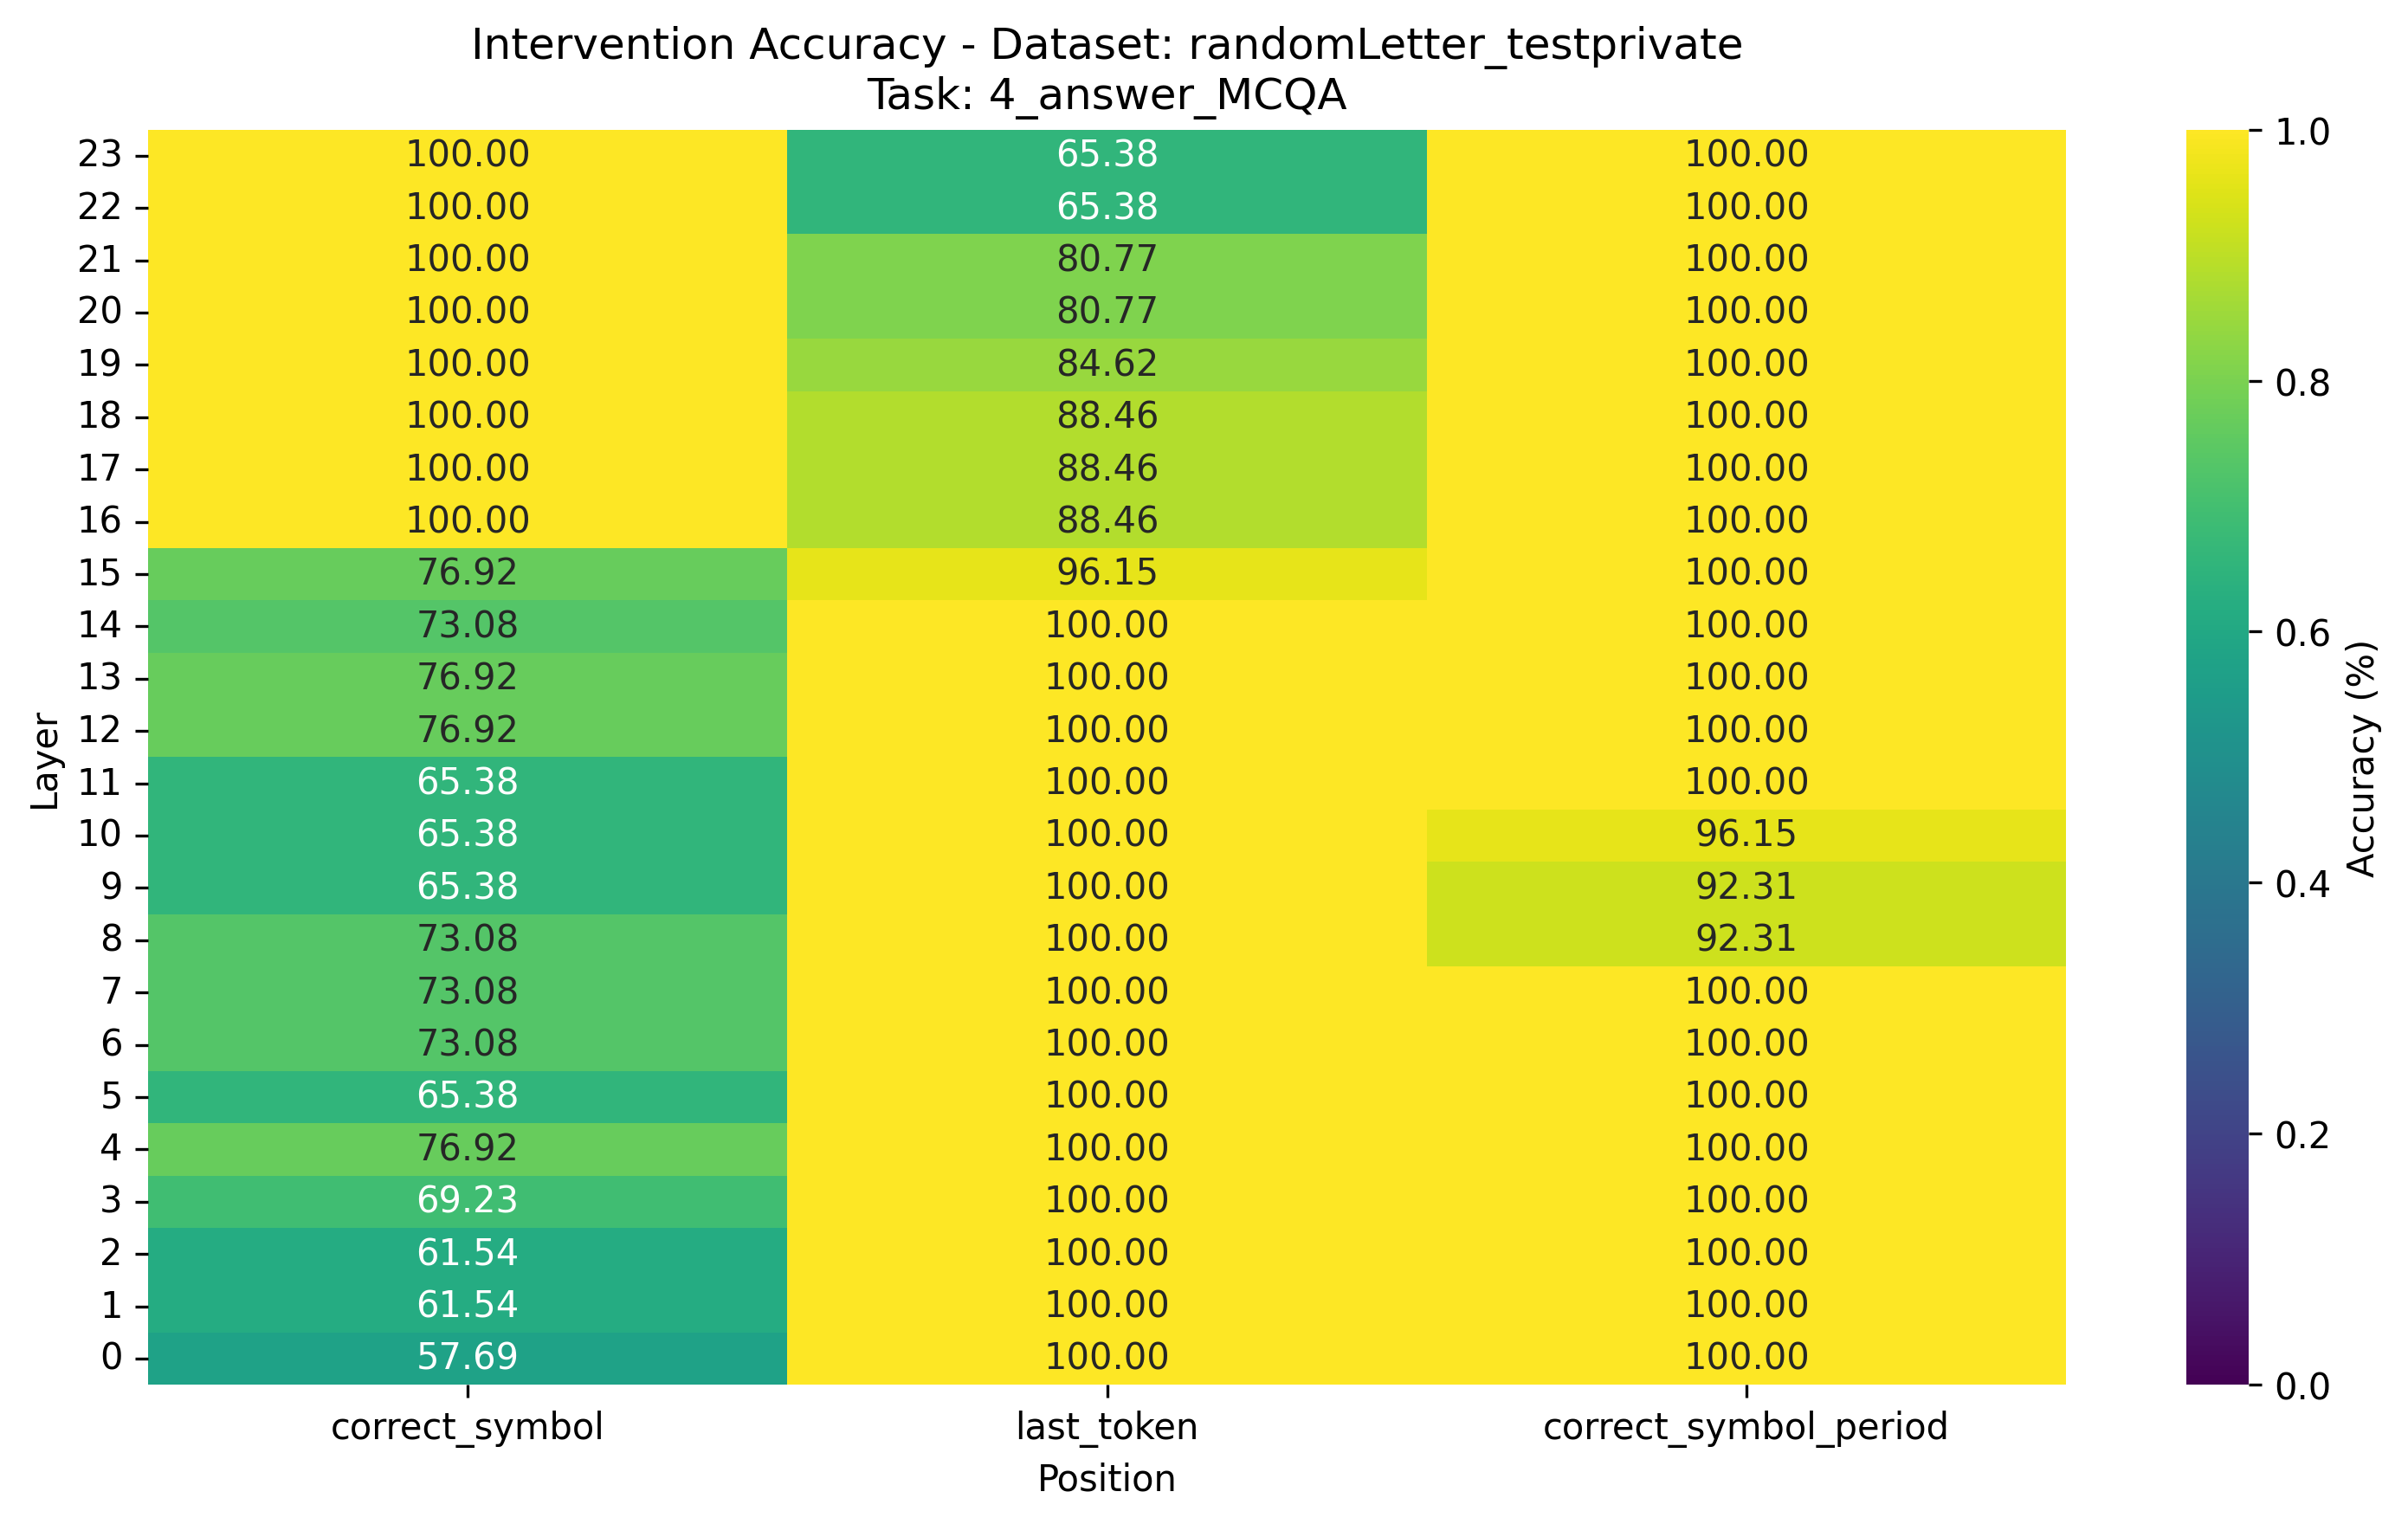 Intervention Accuracy - Dataset: randomLetter_testprivate
Task: 4_answer_MCQA
23 100.00 65.38 100.00
22 100.00 65.38 100.00
21 100.00 80.77 100.00
20 100.00 80.77 100.00
19 100.00 84.62 100.00
18 100.00 88.46 100.00
17 100.00 88.46 100.00
16 100.00 88.46 100.00
15 76.92 96.15 100.00
14 73.08 100.00 100.00
13 76.92 100.00 100.00
12 76.92 100.00 100.00
11 65.38 100.00 100.00
10 65.38 100.00 96.15
9 65.38 100.00 92.31
8 73.08 100.00 92.31
7 73.08 100.00 100.00
6 73.08 100.00 100.00
5 65.38 100.00 100.00
4 76.92 100.00 100.00
3 69.23 100.00 100.00
2 61.54 100.00 100.00
1 61.54 100.00 100.00
0 57.69 100.00 100.00
Layer
correct_symbol last_token correct_symbol_period
Position
1.0
0.8
0.6
0.4
0.2
0.0
Accuracy (%)